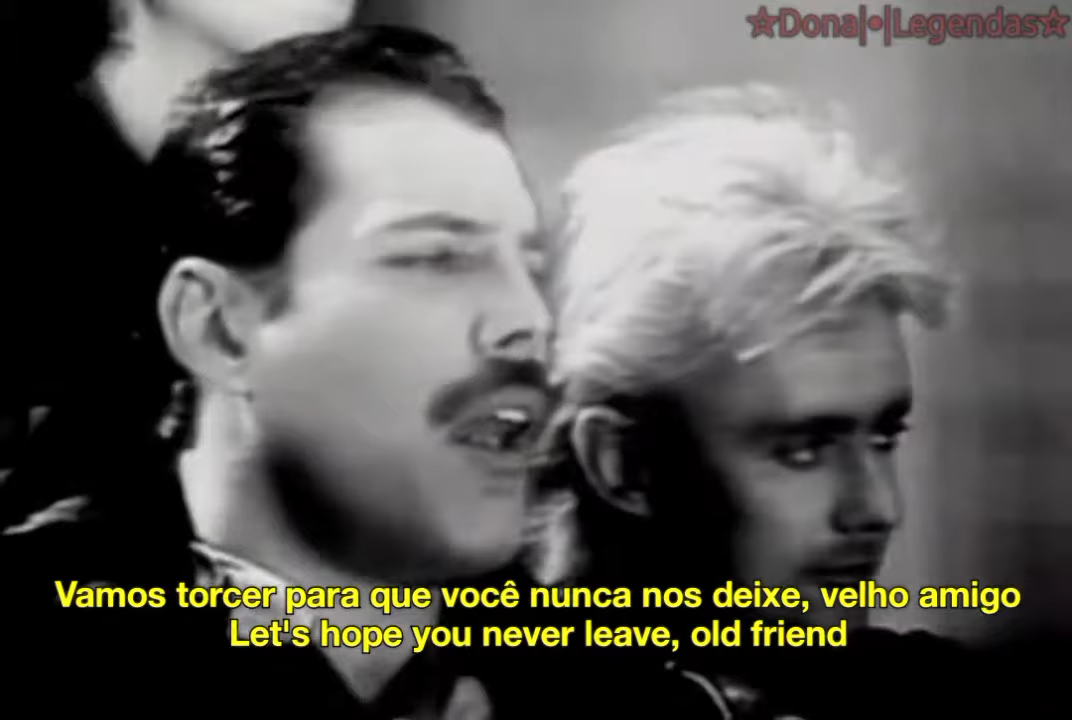 ☆Dona|•|Legendas☆
Vamos torcer para que você nunca nos deixe, velho amigo
Let's hope you never leave, old friend